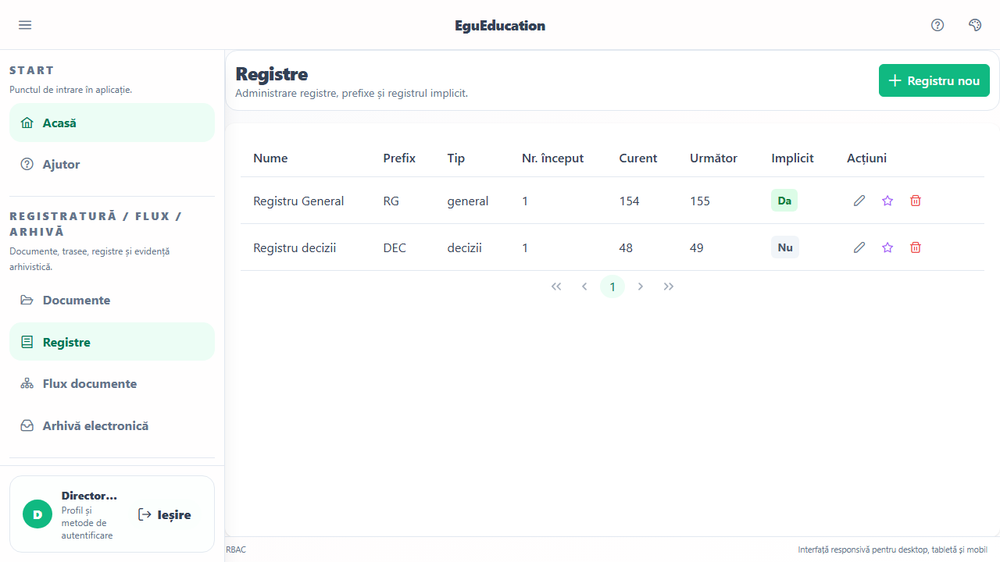 EguEducation
START
Punctul de intrare în aplicație.
Acasă
Ajutor
REGISTRATURĂ / FLUX /
ARHIVĂ
Documente, trasee, registre și evidență
arhivistică.
Documente
Registre
Flux documente
Arhivă electronică
Director...
Profil și
metode de
autentificare
Ieșire
Registre
Administrare registre, prefixe și registrul implicit.
Registru nou
Nume Prefix Tip Nr. început Curent Următor Implicit Acțiuni
Registru General RG general 1 154 155 Da
Registru decizii DEC decizii 1 48 49 Nu
1
RBAC
Interfață responsivă pentru desktop, tabletă și mobil
D